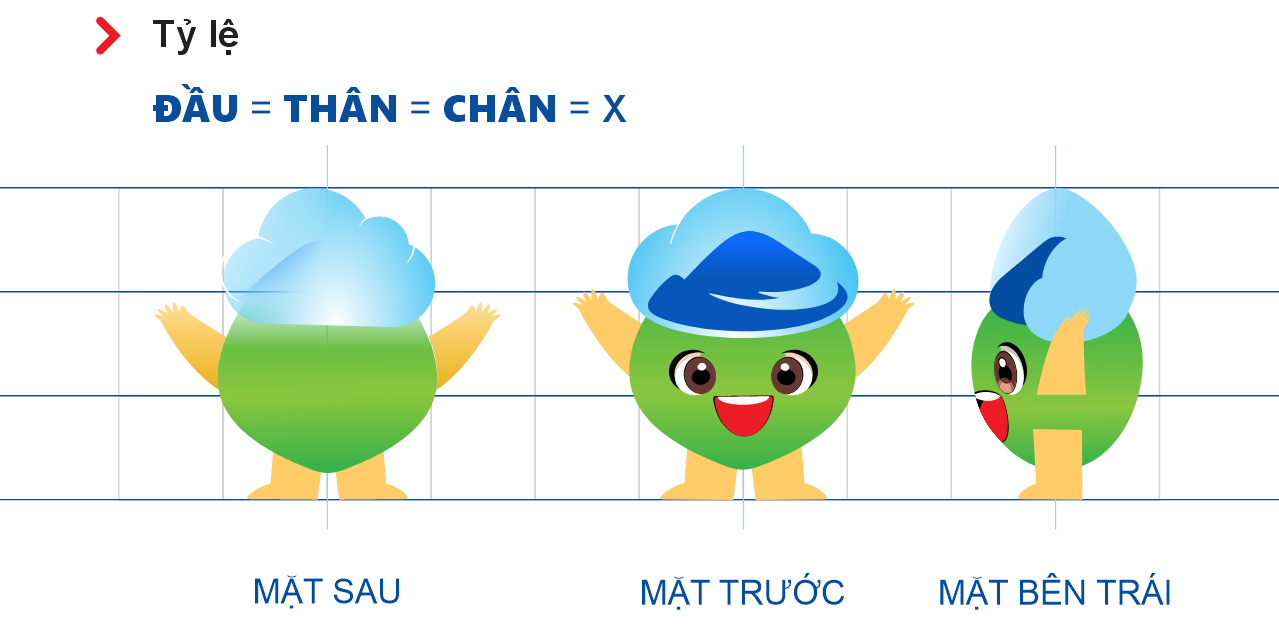 Tỷ lệ
ĐẦU = THÂN = CHÂN = X
MẶT SAU
MẶT TRƯỚC
MẶT BÊN TRÁI